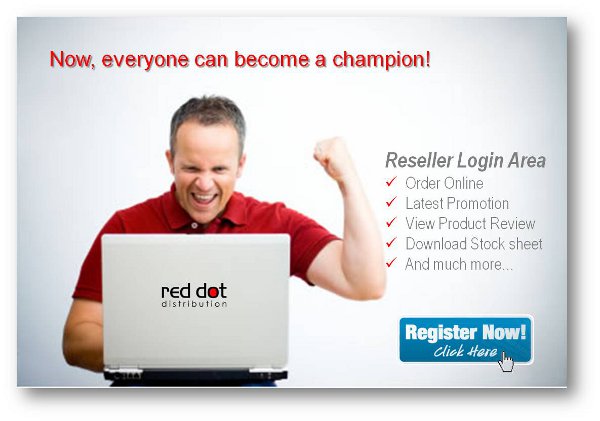 Now, everyone can become a champion!
Reseller Login Area
Order Online
Latest Promotion
View Product Review
Download Stock sheet
And much more...
red dot
distribution
Register Now!
Click Here